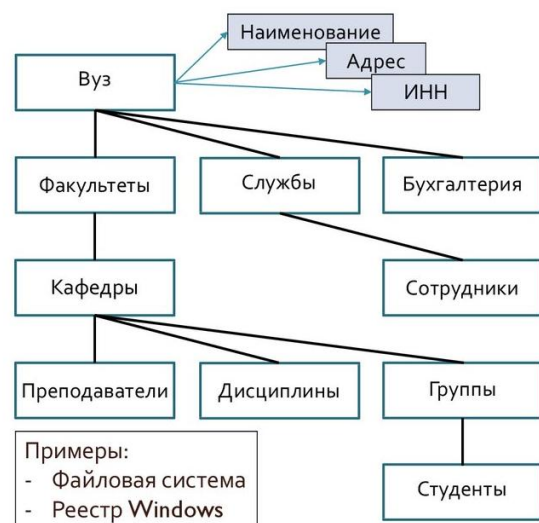 Наименование
Адрес
ИНН
Вуз
Факультеты
Службы
Бухгалтерия
Кафедры
Сотрудники
Преподаватели
Дисциплины
Группы
Примеры:
- Файловая система
- Реестр Windows
Студенты